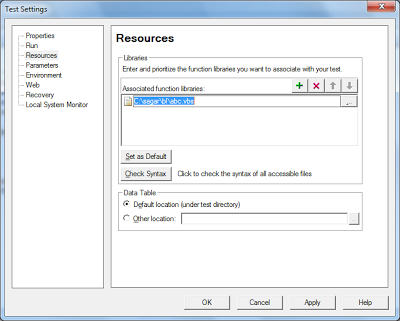 Test Settings
Properties
Run
Resources
Parameters
Environment
Web
Recovery
Local System Monitor
Resources
Libraries
Enter and prioritize the function libraries you want to associate with your test.
Associated function libraries:
C:\sagar\bl\abc.vbs
...
Set as Default
Check Syntax Click to check the syntax of all accessible files
Data Table
Default location (under test directory)
Other location:
OK Cancel Apply Help